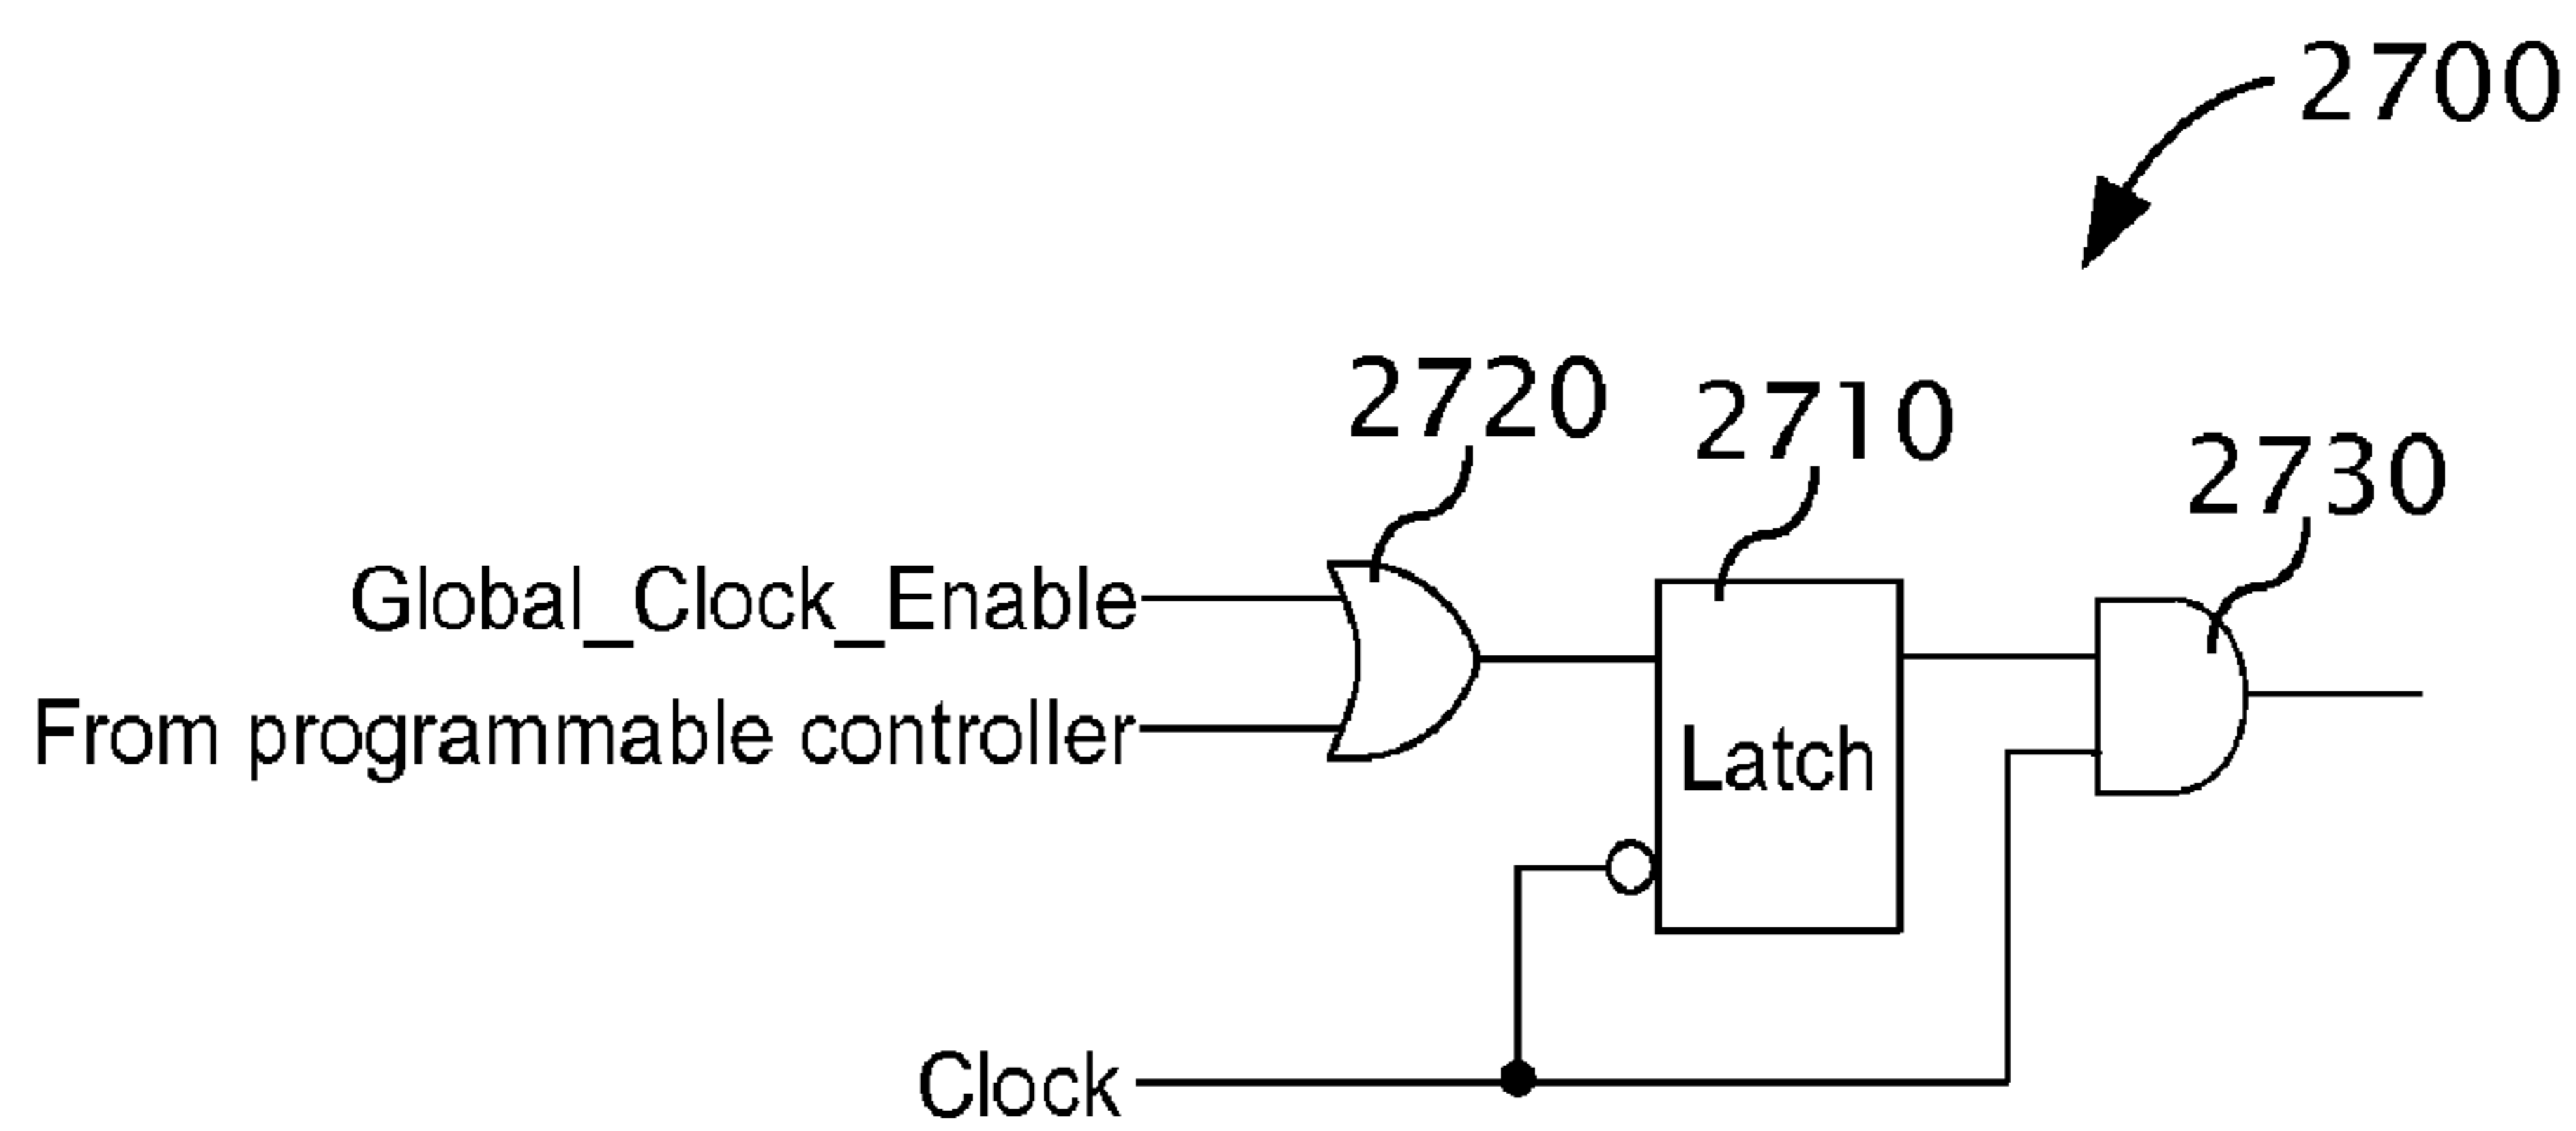 2700
2720
2710
2730
Global_Clock_Enable
From programmable controller
Latch
Clock